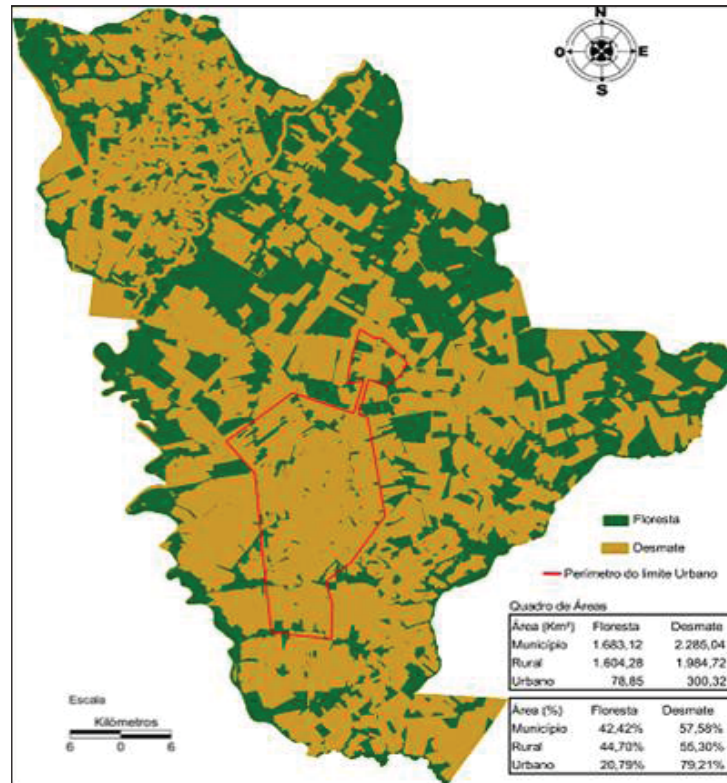 N
O E
S
Floresta
Desmate
Perímetro do limite Urbano
Quadro de Áreas
Área (Km²) Floresta Desmate
Município 1.683,12 2.285,04
Rural 1.604,28 1.984,72
Urbano 78,85 300,32
Área (%) Floresta Desmate
Município 42,42% 57,58%
Rural 44,70% 55,30%
Urbano 20,79% 79,21%
Escala
Kilômetros
6 0 6